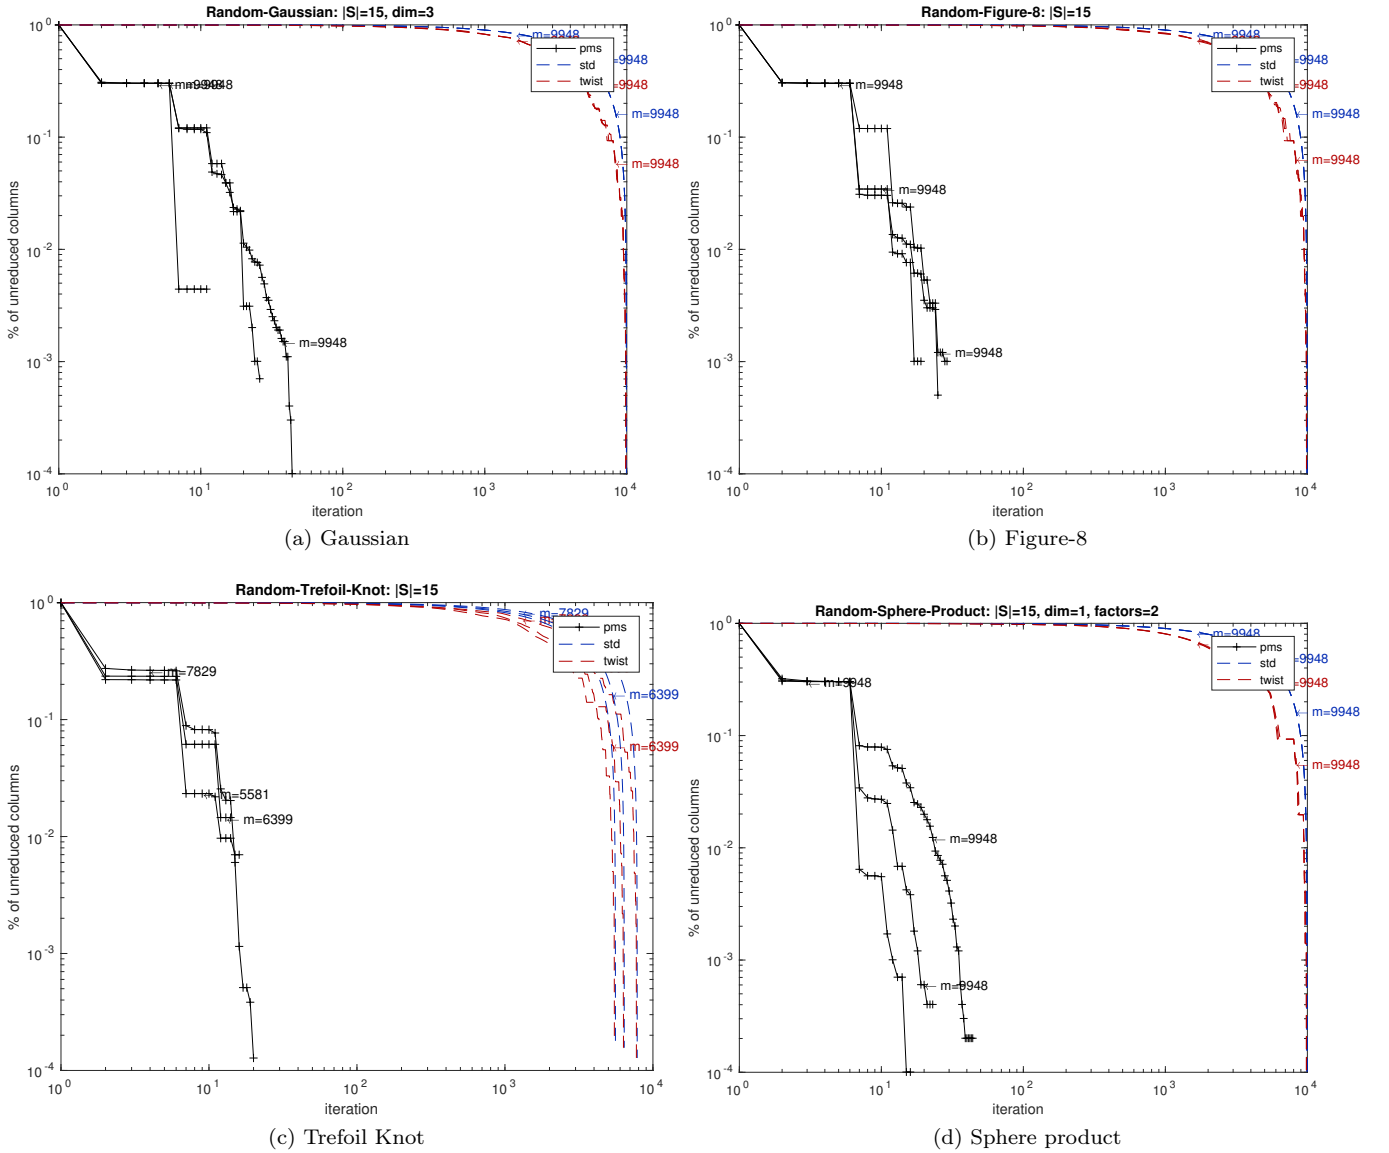 Random-Gaussian: |S|=15, dim=3
10^0
10^-1
10^-2
10^-3
10^-4
% of unreduced columns
m=9948
m=9948
m=9948
m=9948
m=9948
pms
std
twist
=9948
=9948
m=9948
m=9948
10^0
10^1
10^2
10^3
10^4
iteration
(a) Gaussian
Random-Figure-8: |S|=15
10^0
10^-1
10^-2
10^-3
10^-4
% of unreduced columns
m=9948
m=9948
m=9948
m=9948
pms
std
twist
=9948
=9948
m=9948
m=9948
10^0
10^1
10^2
10^3
10^4
iteration
(b) Figure-8
Random-Trefoil-Knot: |S|=15
10^0
10^-1
10^-2
10^-3
10^-4
% of unreduced columns
m=7829
=7829
=5581
m=6399
pms
std
twist
m=6399
m=6399
10^0
10^1
10^2
10^3
10^4
iteration
(c) Trefoil Knot
Random-Sphere-Product: |S|=15, dim=1, factors=2
10^0
10^-1
10^-2
10^-3
10^-4
% of unreduced columns
m=9948
m=9948
m=9948
m=9948
pms
std
twist
=9948
=9948
m=9948
m=9948
10^0
10^1
10^2
10^3
10^4
iteration
(d) Sphere product